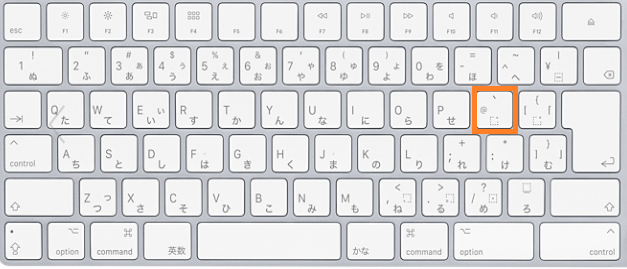 esc F1 F2 F3 F4 F5 F6 F7 F8 F9 F10 F11 F12
! " # ぁ $ ぅ % ぇ & ぉ ' ゃ ( ゅ ) ょ を = ~
1 ぬ 2 ふ 3 あ 4 う 5 え 6 お 7 や 8 ゆ 9 よ 0 わ - ほ ^ へ ¥ ー
Q た W て E い ぃ R す T か Y ん U な I に O ら P せ @ ` ゛ { 「 [ ゜
control A ち S と D し F は G き H く J ま K の L り + ; れ * : け } 」 ] む
Z っ つ X さ C そ V ひ B こ N み M も < 、 , ね > 。 . る ? ・ / め _ ろ
option command 英数 かな command option control